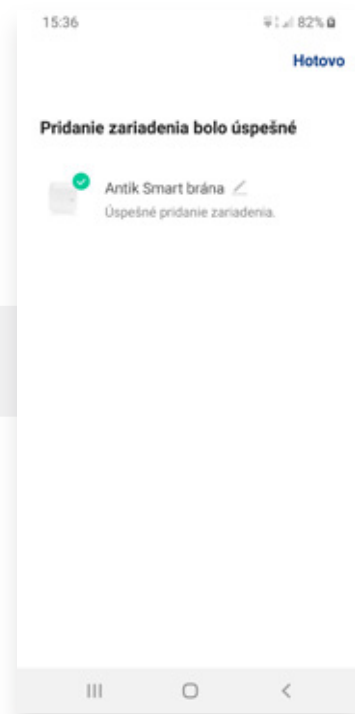 15:36 82%
Hotovo
Pridanie zariadenia bolo úspešné
Antik Smart brána
Úspešné pridanie zariadenia.